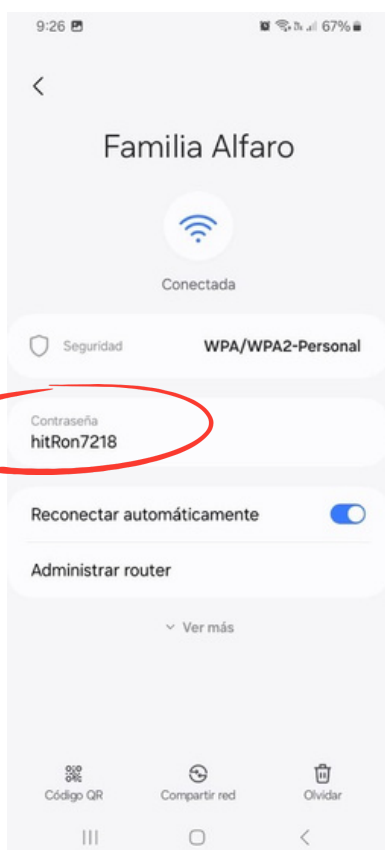 9:26 67%
Familia Alfaro
Conectada
Seguridad WPA/WPA2-Personal
Contraseña
hitRon7218
Reconectar automáticamente
Administrar router
Ver más
Código QR Compartir red Olvidar